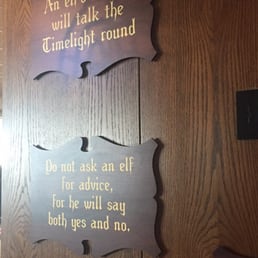 An elf
will talk the
Timelight round
Do not ask an elf
for advice,
for he will say
both yes and no.